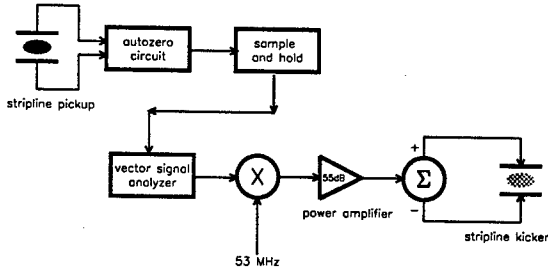 autozero
circuit
sample
and hold
stripline pickup
vector signal
analyzer
X
55dB
+
Σ
−
power amplifier
stripline kicker
53 MHz